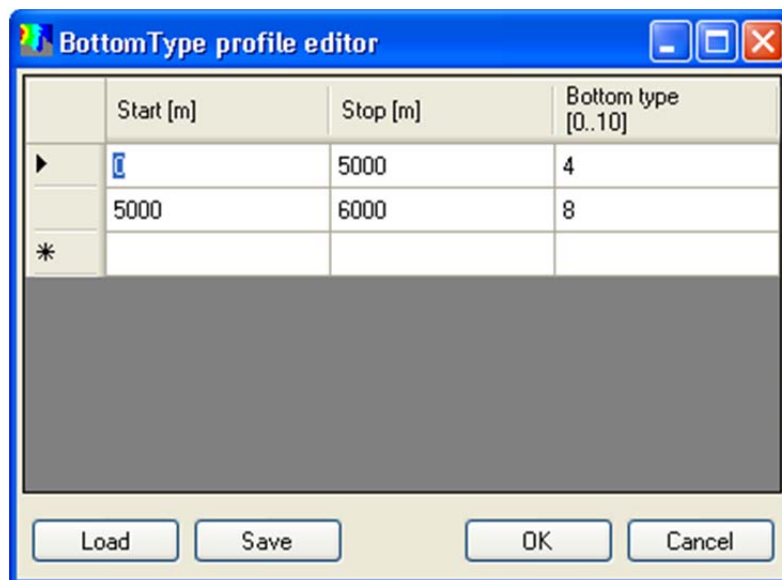 BottomType profile editor
Start [m] Stop [m] Bottom type
[0..10]
0 5000 4
5000 6000 8
*
Load Save OK Cancel